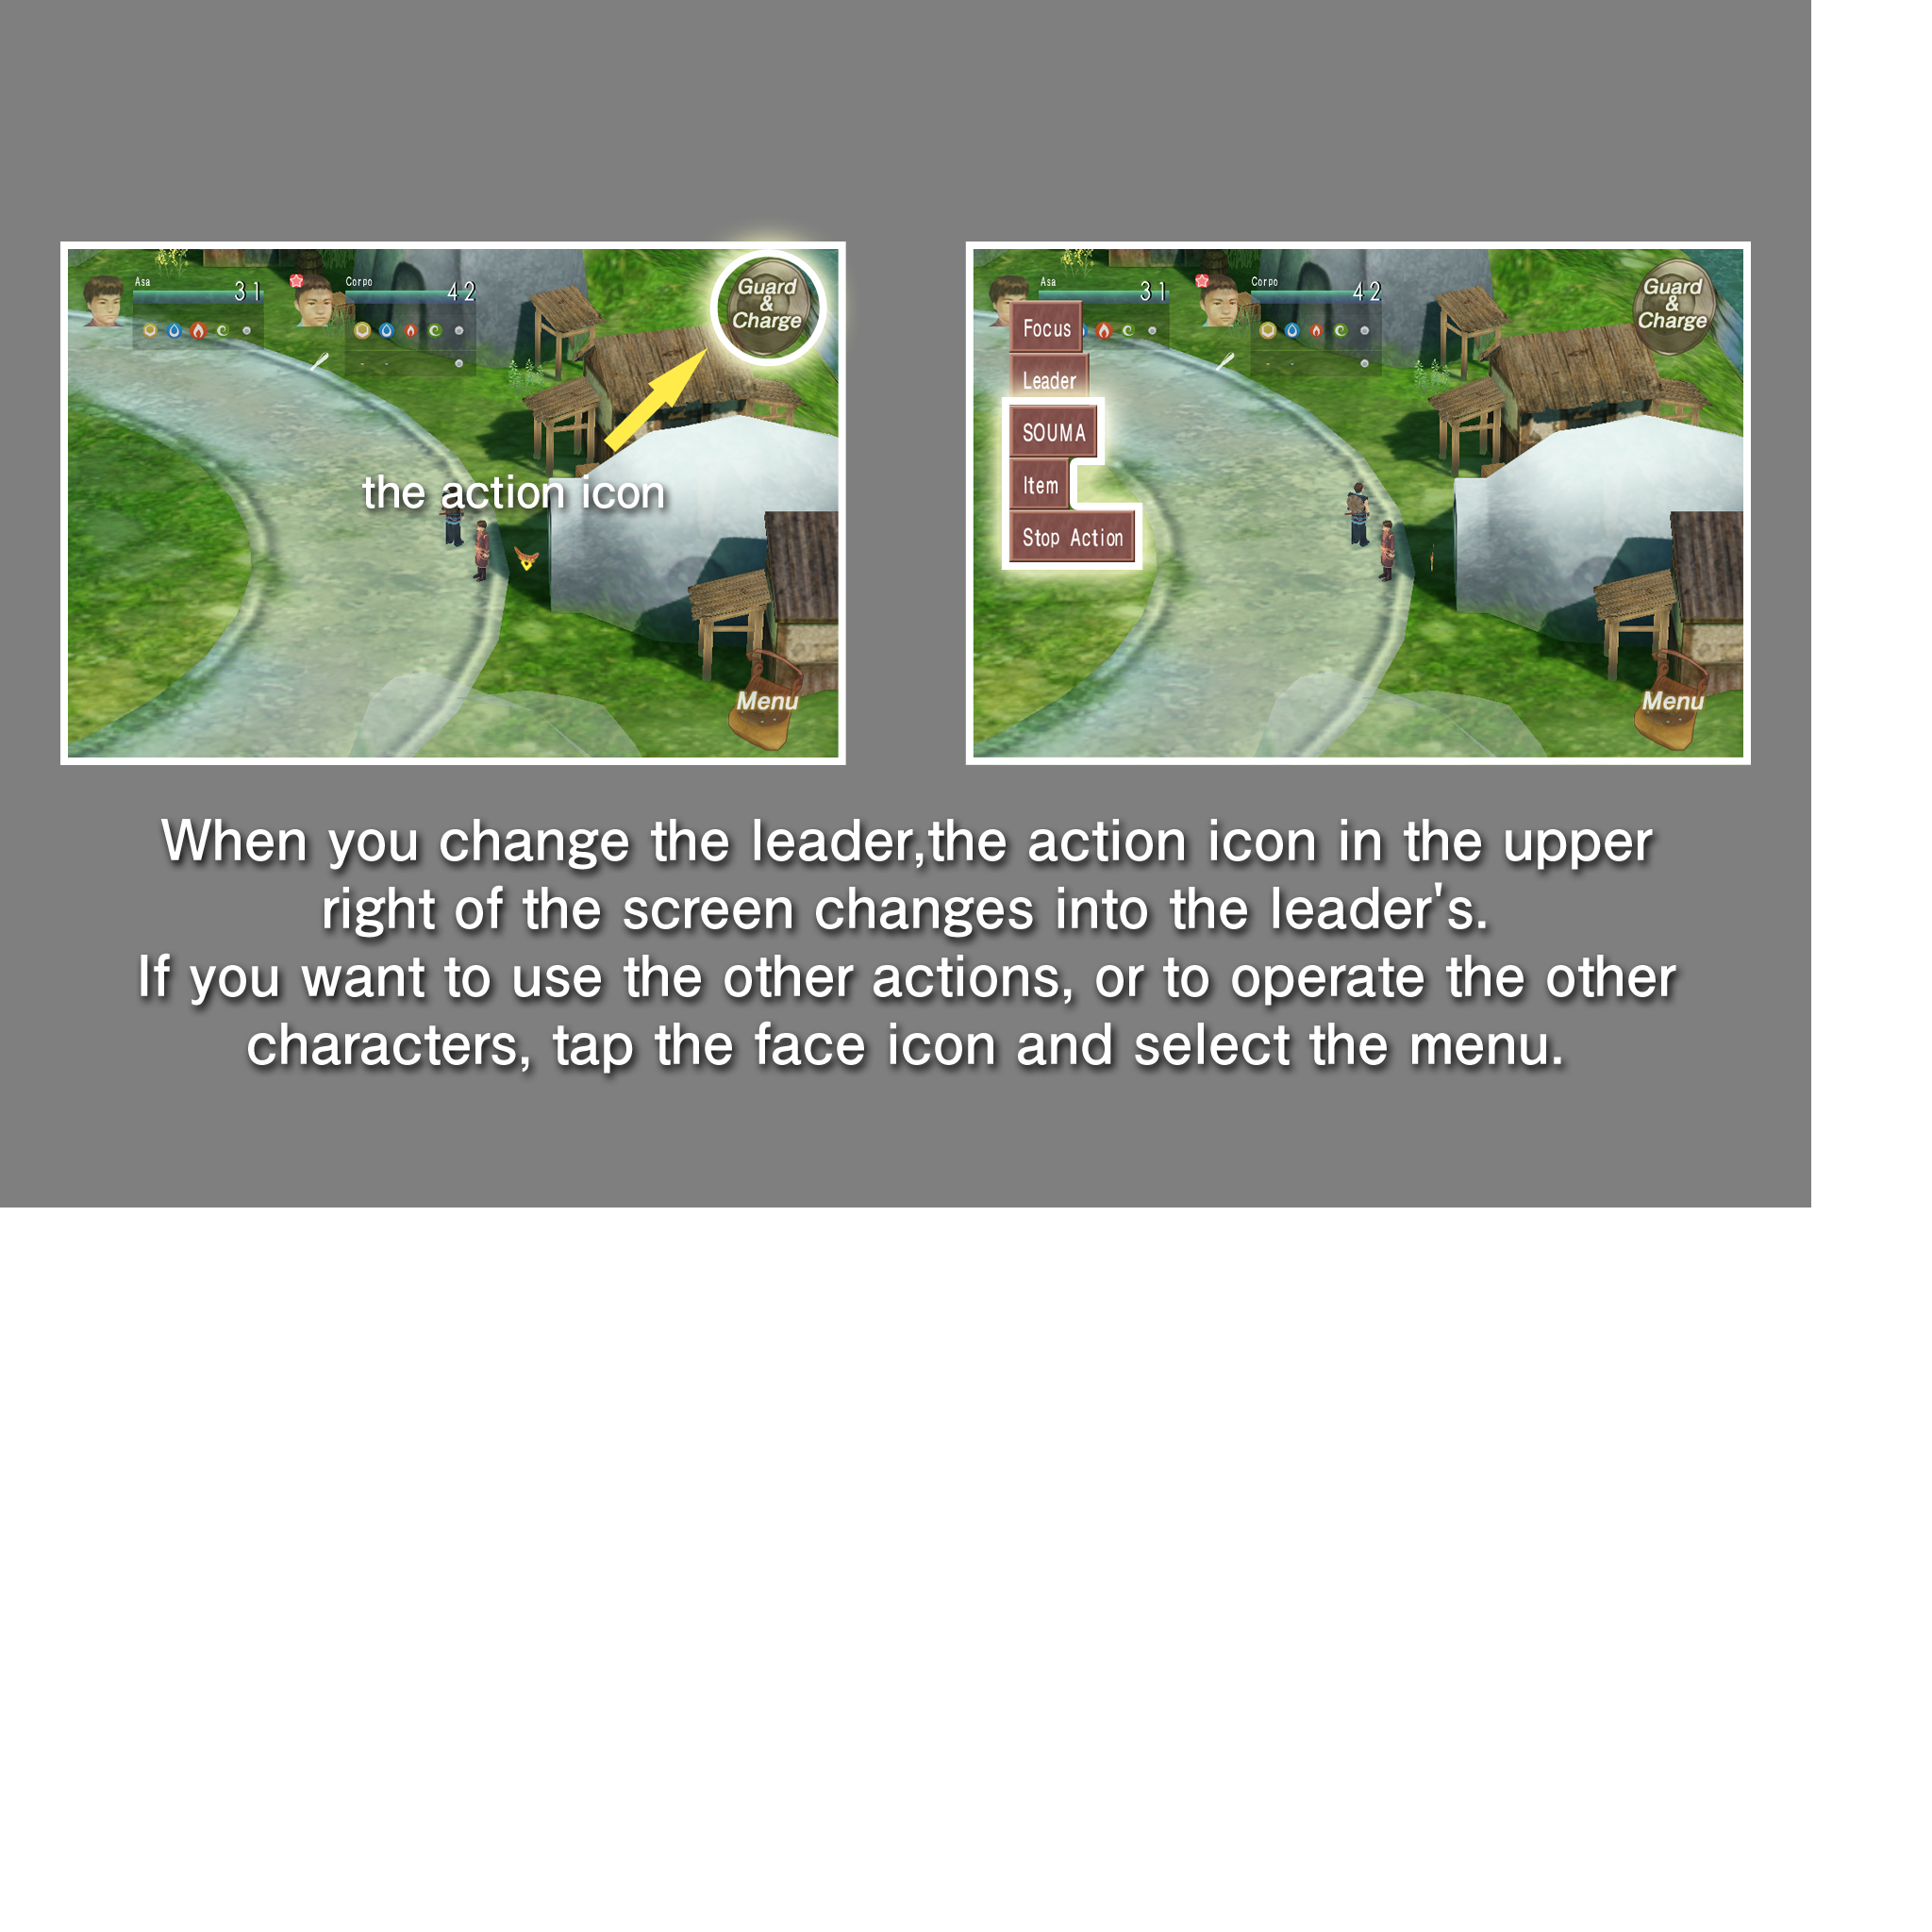 Asa
31
Corpo
42
Guard
&
Charge
the action icon
Menu
Asa
31
Corpo
42
Guard
&
Charge
Focus
Leader
SOUMA
Item
Stop Action
Menu
When you change the leader,the action icon in the upper
right of the screen changes into the leader's.
If you want to use the other actions, or to operate the other
characters, tap the face icon and select the menu.